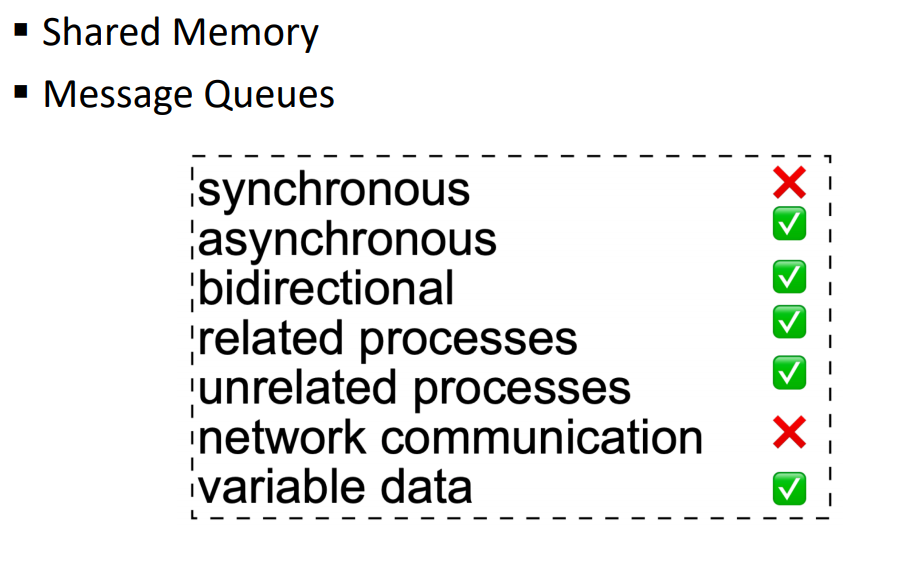 ▪ Shared Memory
▪ Message Queues
synchronous ❌
asynchronous ✅
bidirectional ✅
related processes ✅
unrelated processes ✅
network communication ❌
variable data ✅